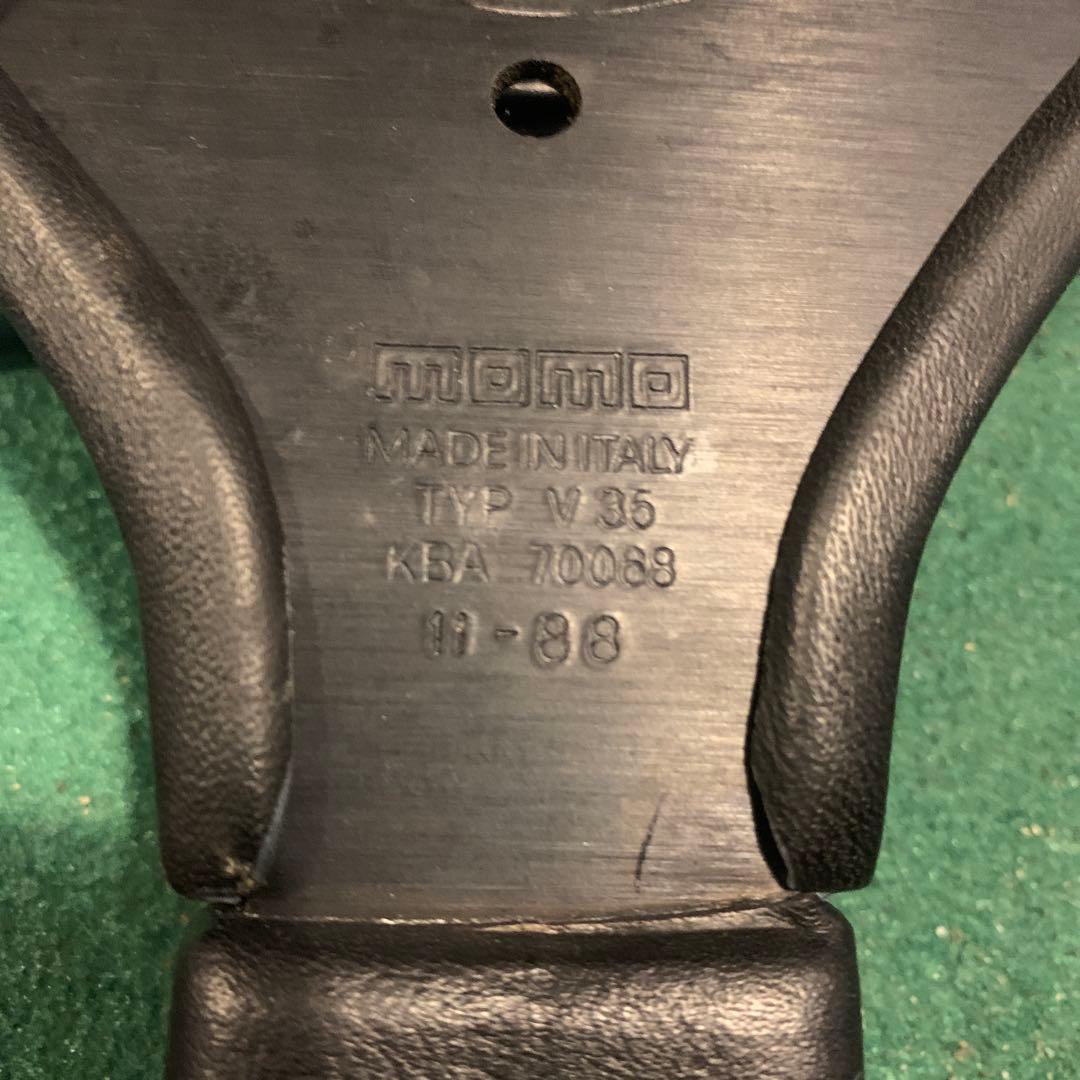 momo
MADE IN ITALY
TYP V 35
KBA 70088
11-88